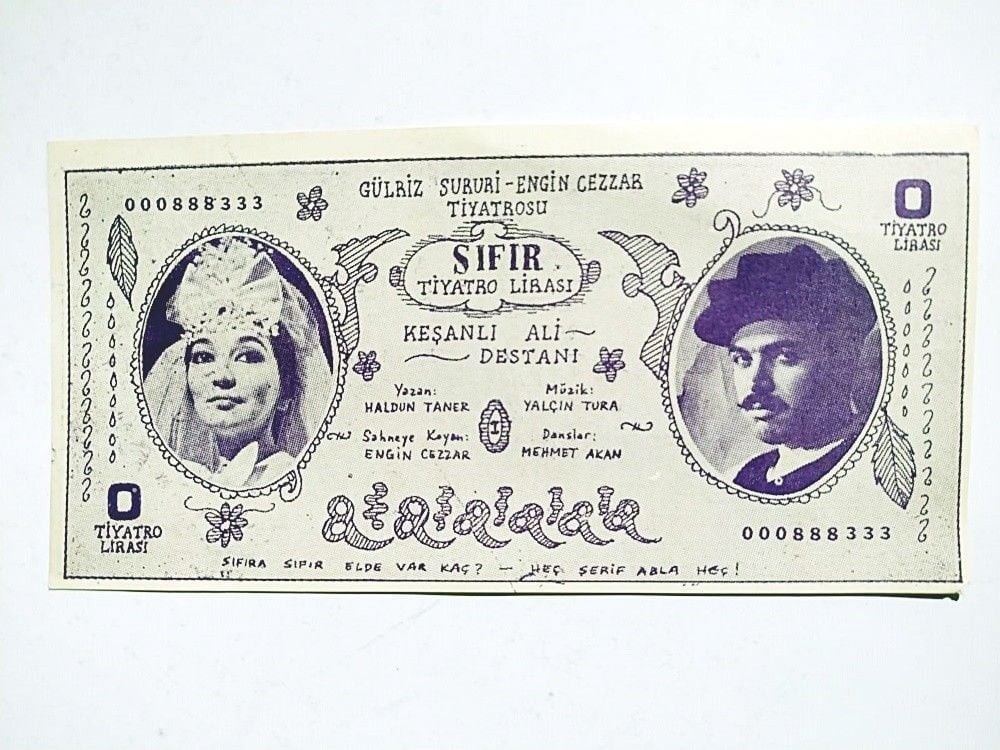 GÜLRİZ SURURİ-ENGİN CEZZAR
TİYATROSU
000888333
0
TİYATRO
LİRASI
SIFIR
TİYATRO LİRASI
KEŞANLI ALİ
DESTANI
Yazan:
HALDUN TANER
Müzik:
YALÇIN TURA
Sahneye Koyan:
ENGİN CEZZAR
I
Danslar:
MEHMET AKAN
0
TİYATRO
LİRASI
000888333
SIFIRA SIFIR ELDE VAR KAÇ? - HEÇ ŞERİF ABLA HEÇ!